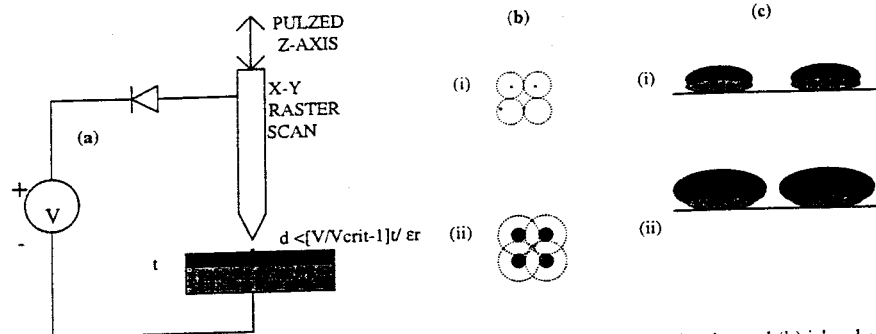 PULZED
Z-AXIS
X-Y
RASTER
SCAN
(a)
+
V
-
d <[V/Vcrit-1]t/ εr
t
(b)
(i)
(ii)
(c)
(i)
(ii)